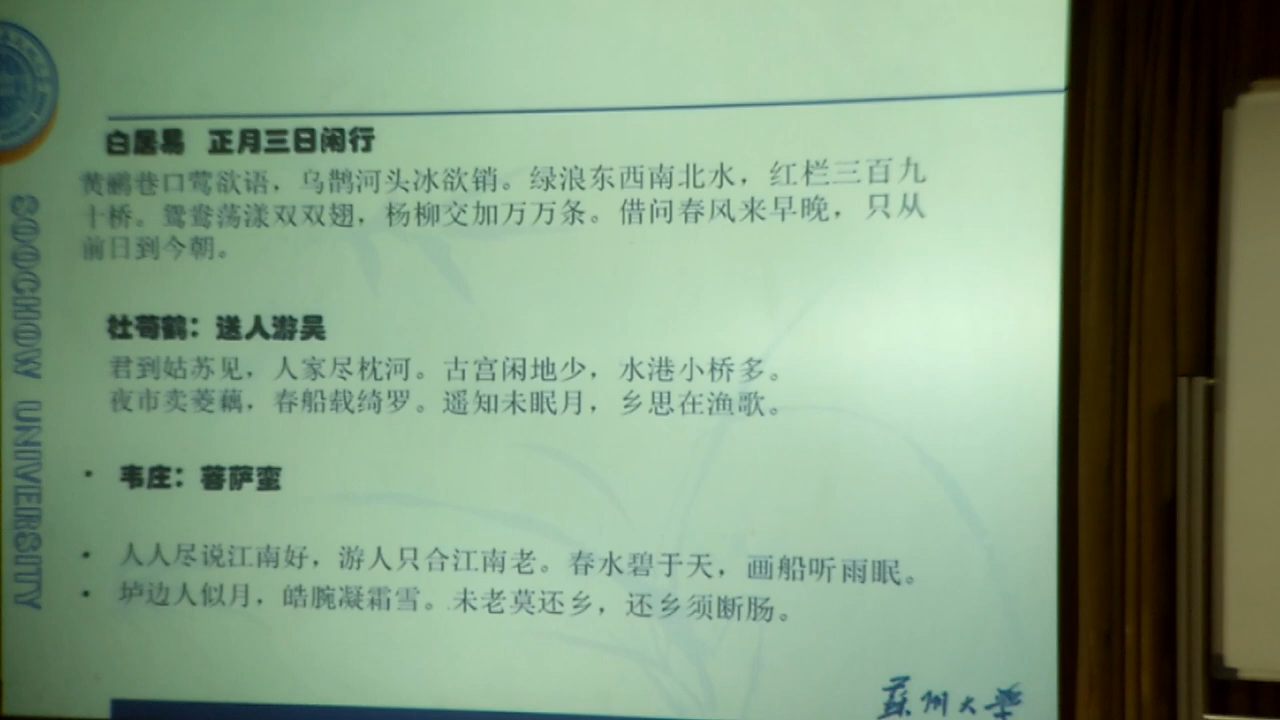 白居易 正月三日闲行
黄鹂巷口莺欲语，乌鹊河头冰欲销。绿浪东西南北水，红栏三百九
十桥。鸳鸯荡漾双双翅，杨柳交加万万条。借问春风来早晚，只从
前日到今朝。
杜荀鹤：送人游吴
君到姑苏见，人家尽枕河。古宫闲地少，水港小桥多。
夜市卖菱藕，春船载绮罗。遥知未眠月，乡思在渔歌。
• 韦庄：菩萨蛮
• 人人尽说江南好，游人只合江南老。春水碧于天，画船听雨眠。
• 垆边人似月，皓腕凝霜雪。未老莫还乡，还乡须断肠。
SOOCHOW UNIVERSITY
蘇州大學